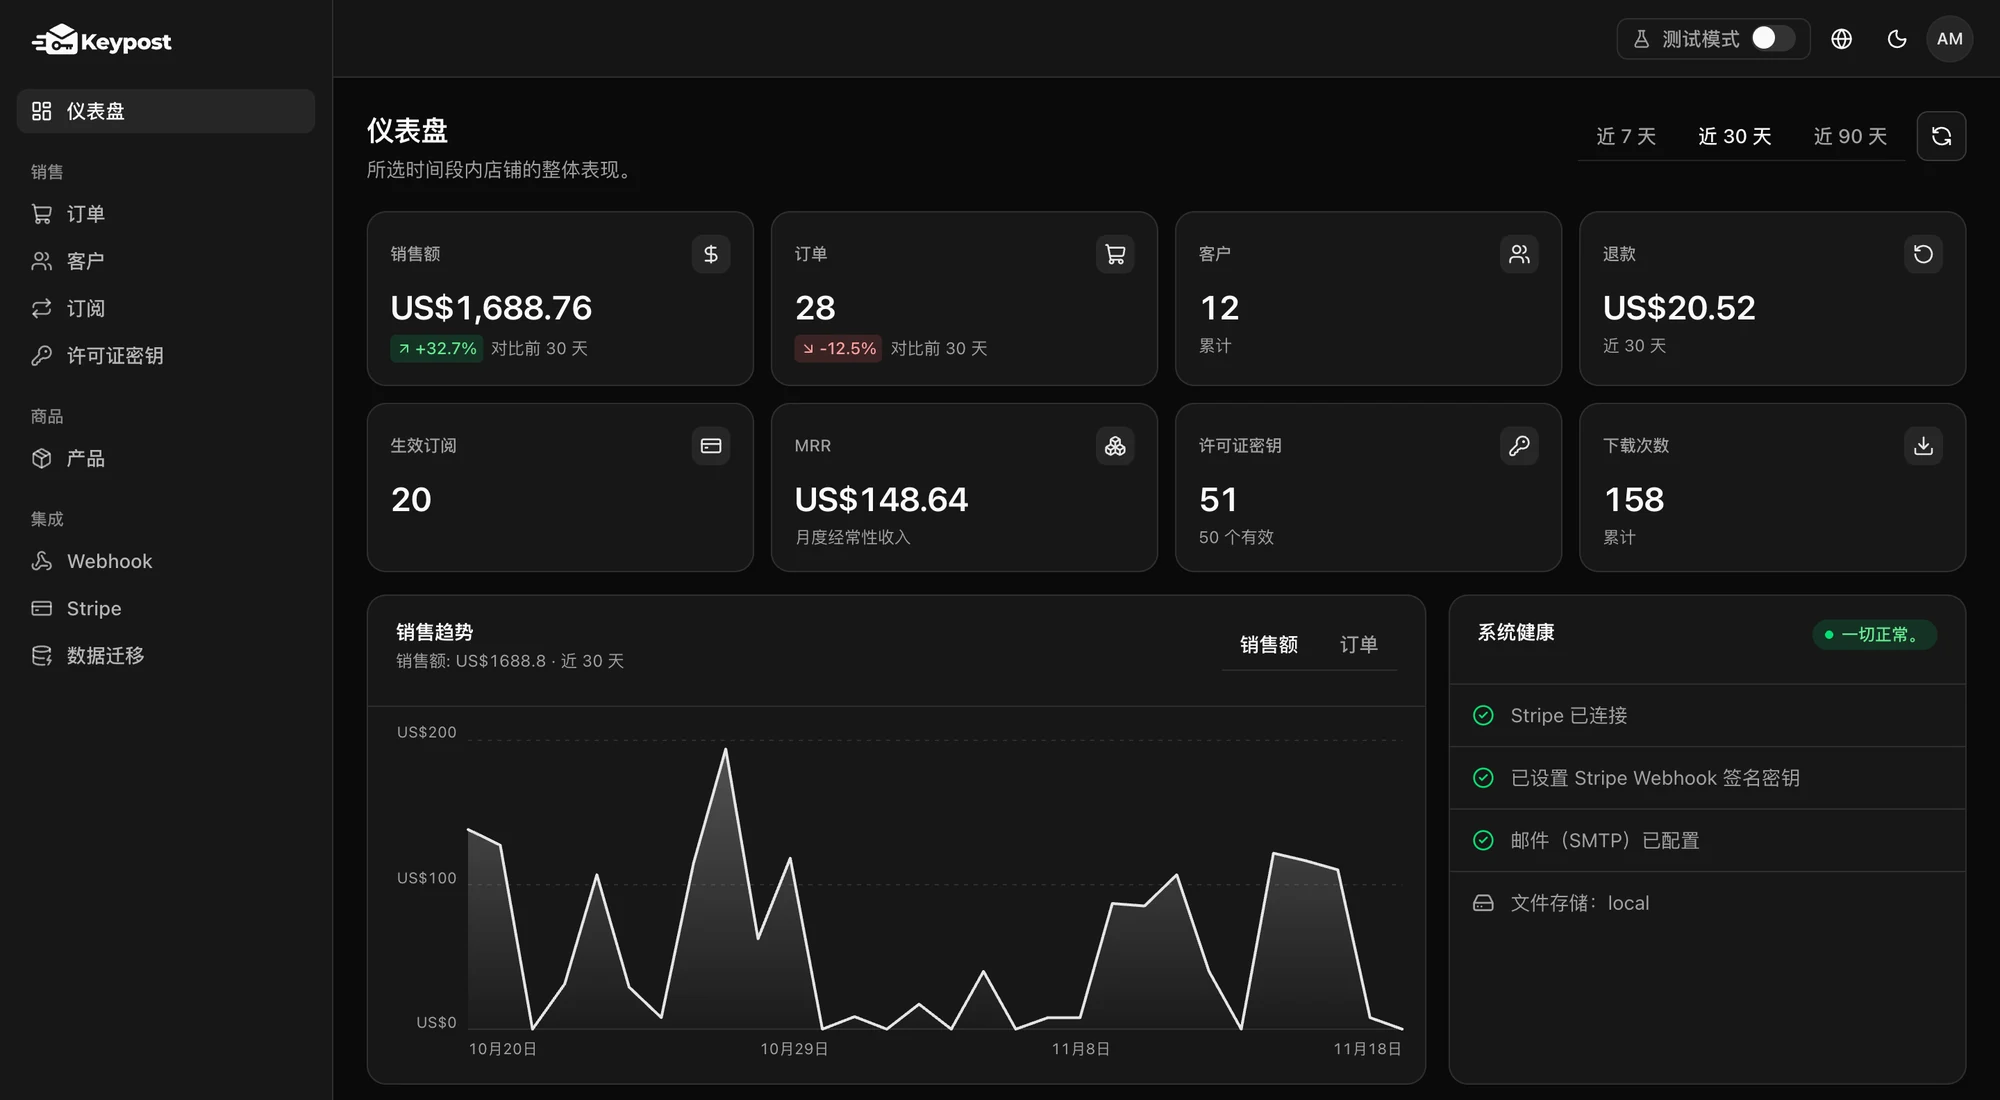 Keypost
测试模式
AM
仪表盘
销售
订单
客户
订阅
许可证密钥
商品
产品
集成
Webhook
Stripe
数据迁移
仪表盘
所选时间段内店铺的整体表现。
近 7 天
近 30 天
近 90 天
销售额
US$1,688.76
+32.7% 对比前 30 天
订单
28
-12.5% 对比前 30 天
客户
12
累计
退款
US$20.52
近 30 天
生效订阅
20
MRR
US$148.64
月度经常性收入
许可证密钥
51
50 个有效
下载次数
158
累计
销售趋势
销售额: US$1688.8 · 近 30 天
销售额
订单
US$200
US$100
US$0
10月20日
10月29日
11月8日
11月18日
系统健康
一切正常。
Stripe 已连接
已设置 Stripe Webhook 签名密钥
邮件（SMTP）已配置
文件存储：local